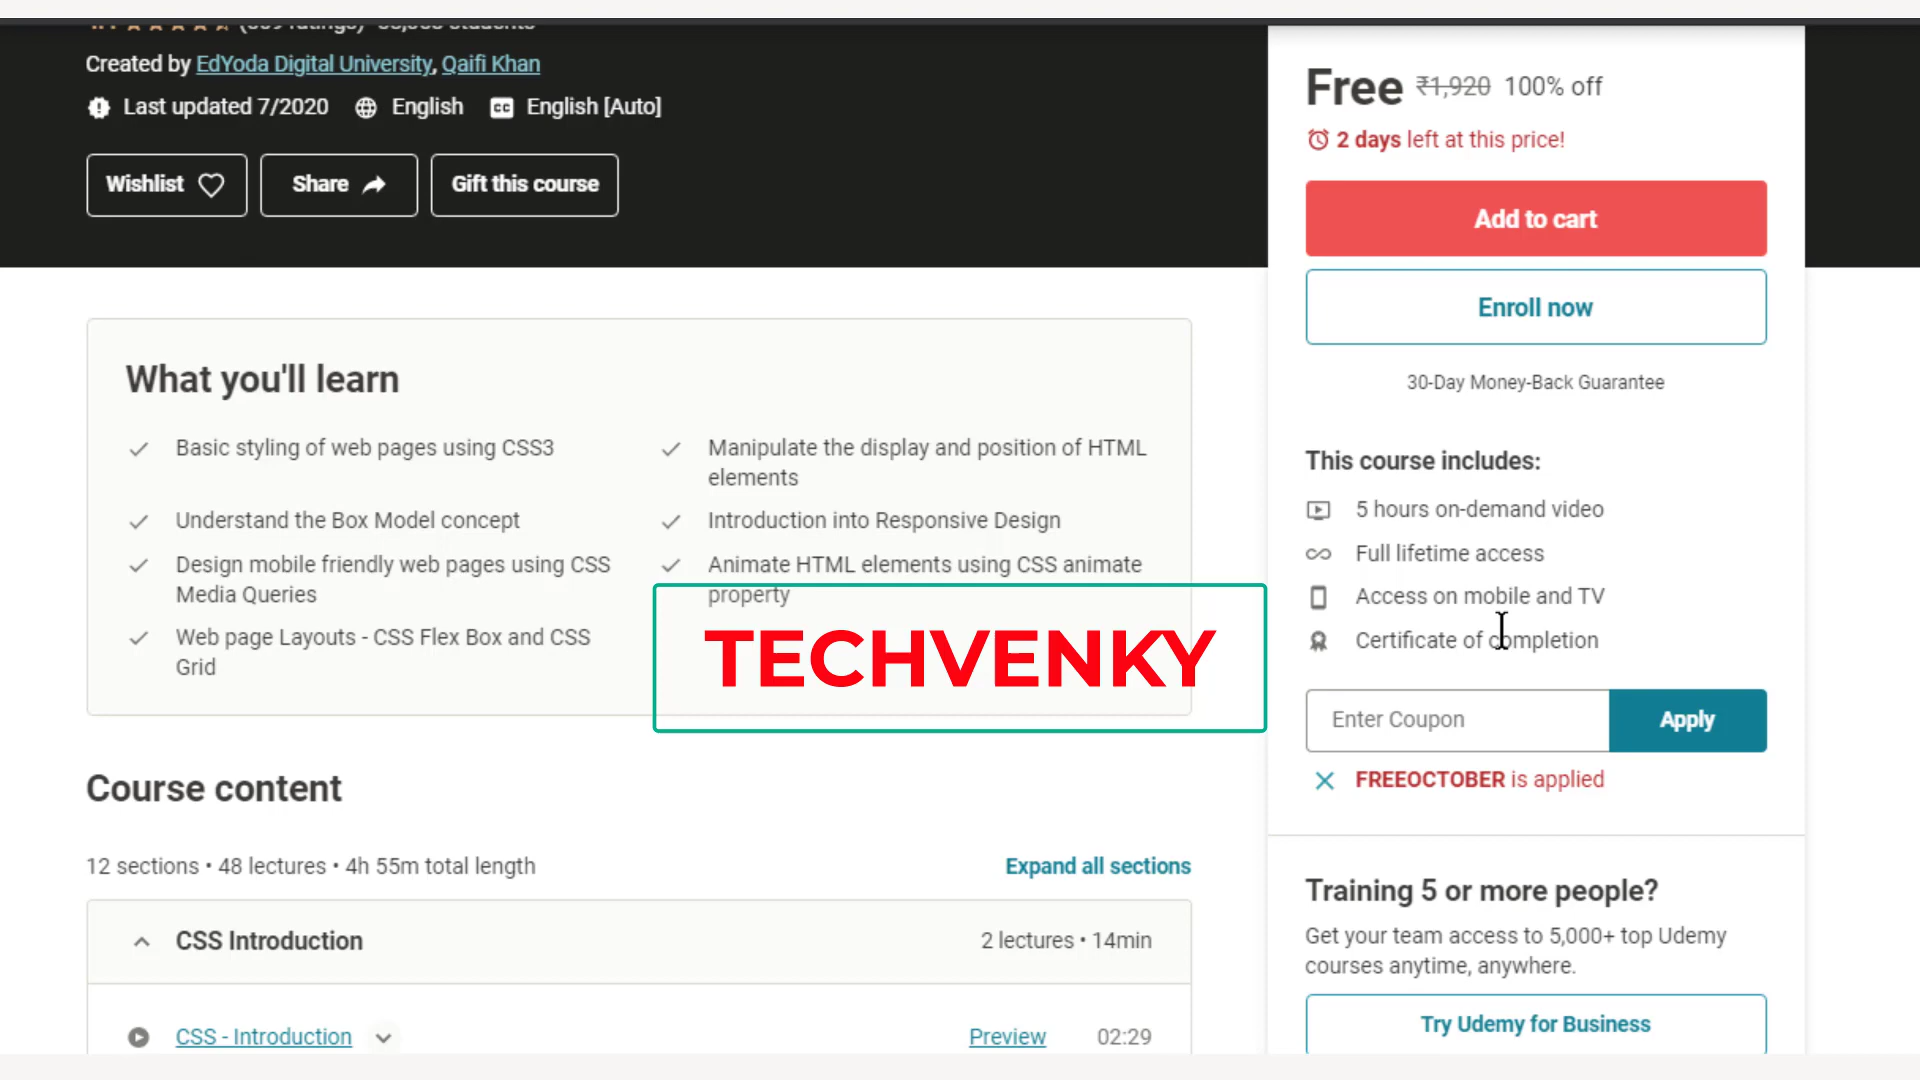 Created by EdYoda Digital University, Qaifi Khan
Last updated 7/2020 English CC English [Auto]
Wishlist Share Gift this course
Free ₹1,920 100% off
2 days left at this price!
Add to cart
Enroll now
30-Day Money-Back Guarantee
What you'll learn
Basic styling of web pages using CSS3
Manipulate the display and position of HTML
elements
Understand the Box Model concept
Introduction into Responsive Design
Design mobile friendly web pages using CSS
Media Queries
Animate HTML elements using CSS animate
property
Web page Layouts - CSS Flex Box and CSS
Grid
TECHVENKY
This course includes:
5 hours on-demand video
Full lifetime access
Access on mobile and TV
Certificate of completion
Enter Coupon Apply
FREEOCTOBER is applied
Course content
12 sections • 48 lectures • 4h 55m total length Expand all sections
CSS Introduction 2 lectures • 14min
CSS - Introduction Preview 02:29
Training 5 or more people?
Get your team access to 5,000+ top Udemy
courses anytime, anywhere.
Try Udemy for Business